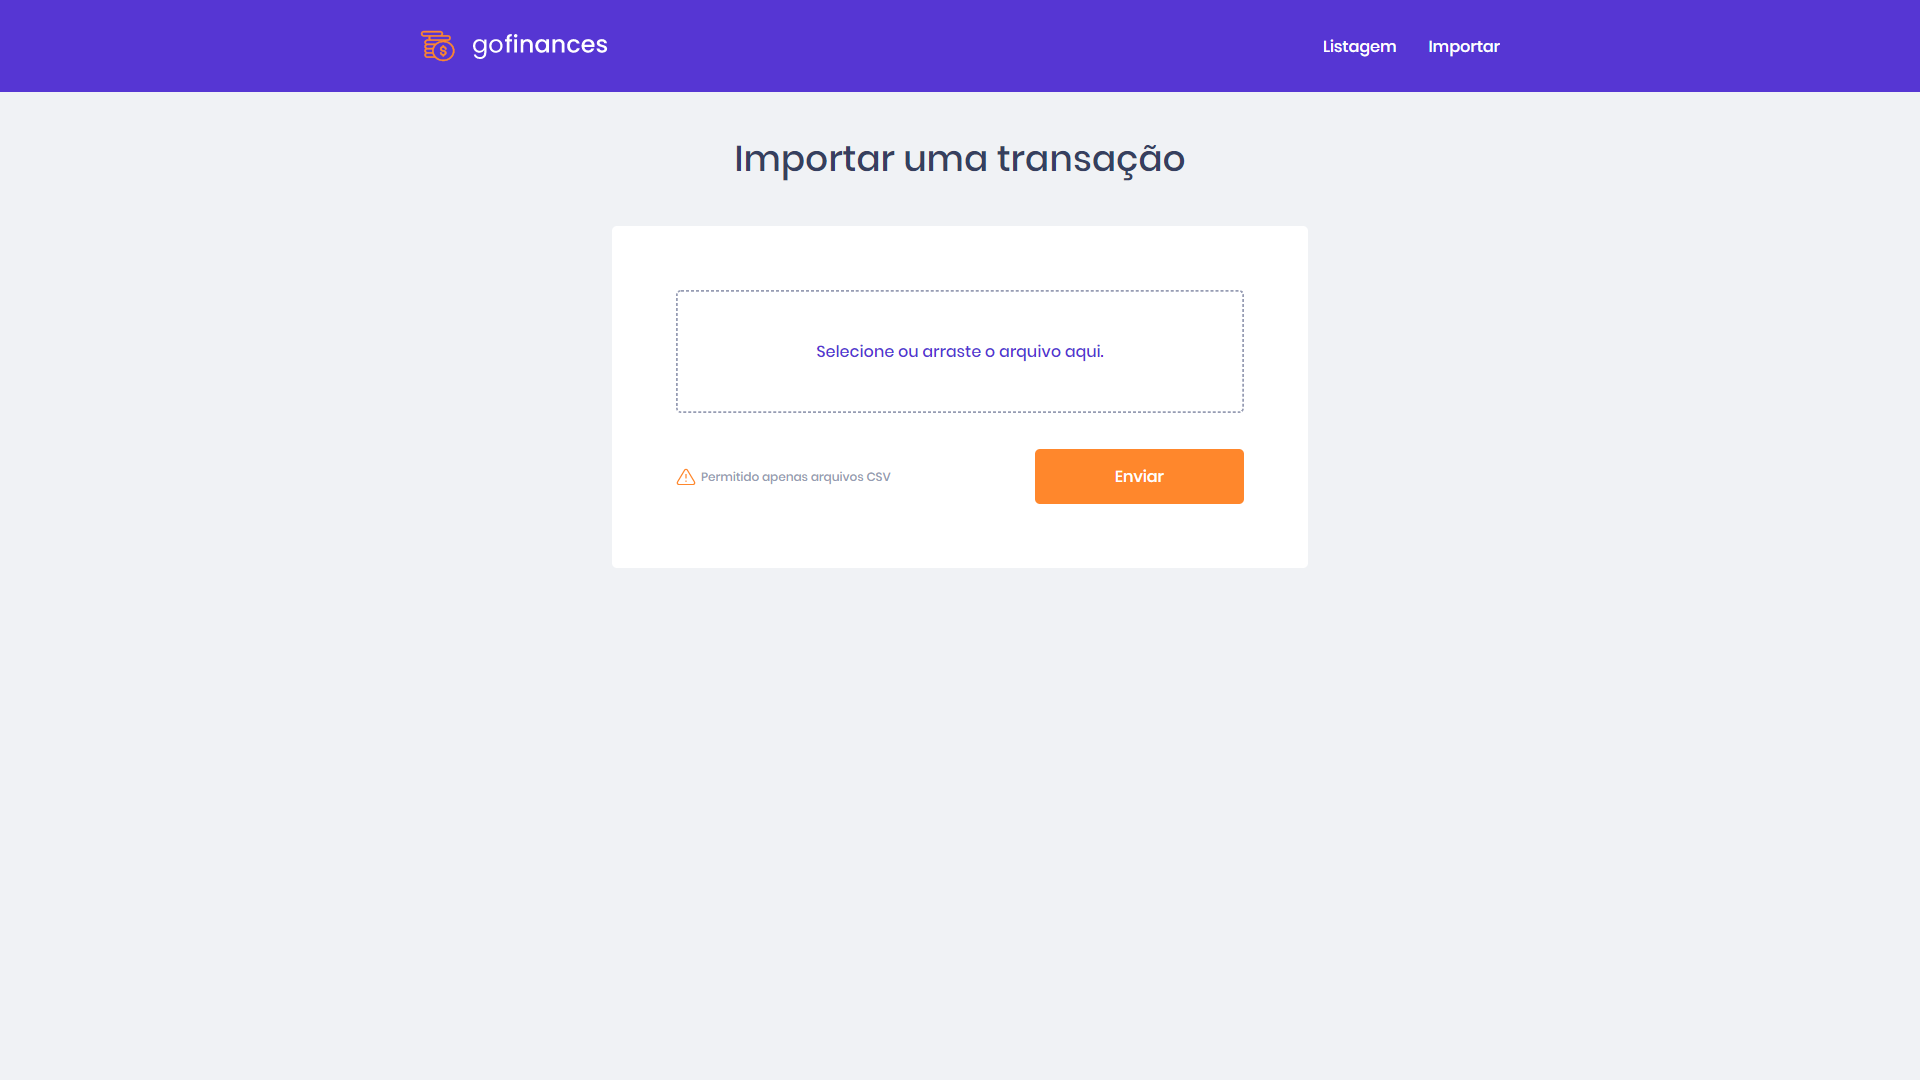 gofinances
Listagem
Importar
Importar uma transação
Selecione ou arraste o arquivo aqui.
Permitido apenas arquivos CSV
Enviar